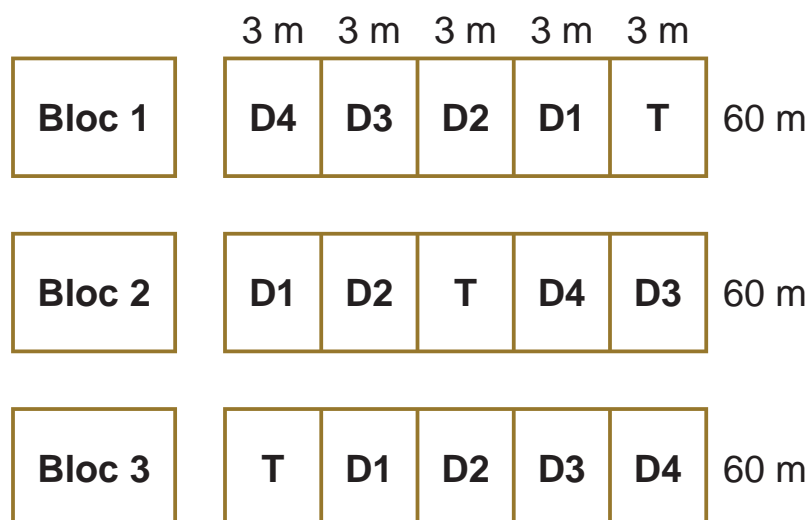 3 m 3 m 3 m 3 m 3 m
Bloc 1 D4 D3 D2 D1 T 60 m
Bloc 2 D1 D2 T D4 D3 60 m
Bloc 3 T D1 D2 D3 D4 60 m